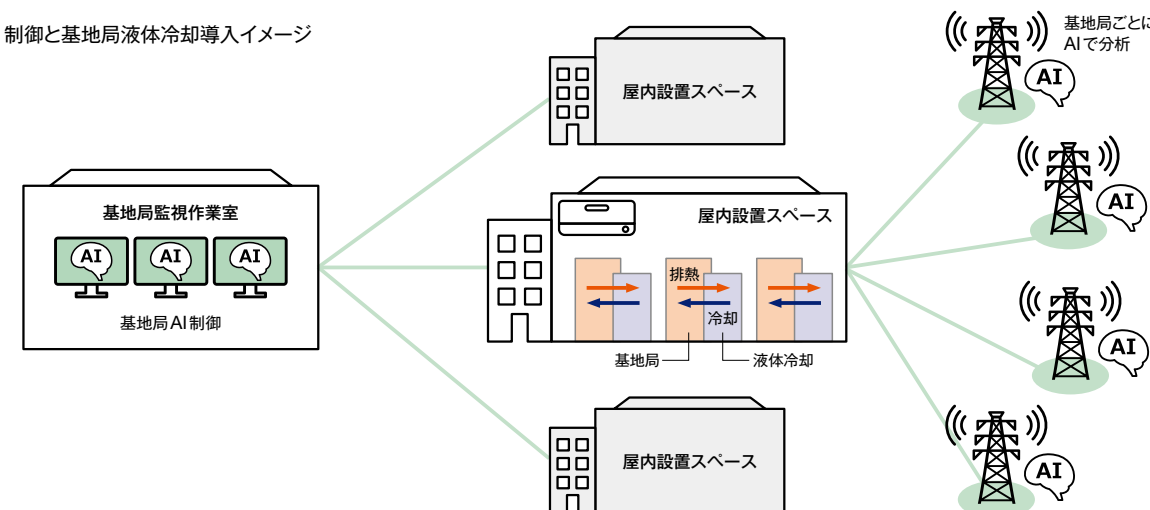 制御と基地局液体冷却導入イメージ
基地局監視作業室
AI
AI
AI
基地局AI制御
屋内設置スペース
屋内設置スペース
排熱
冷却
基地局
液体冷却
屋内設置スペース
基地局ごとに
AIで分析
AI
AI
AI
AI